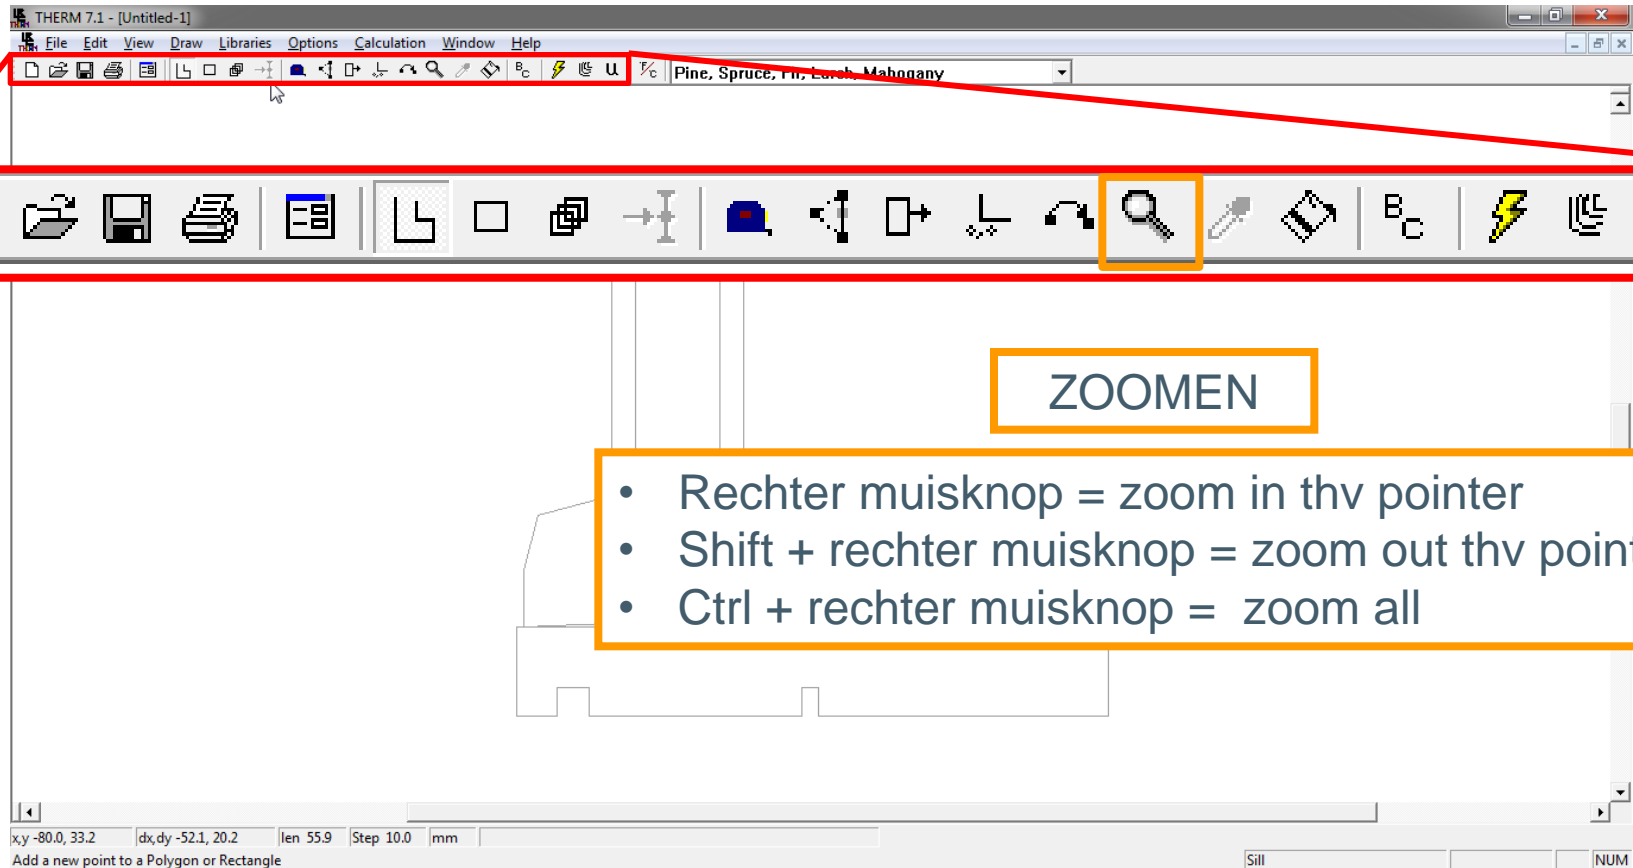 THERM 7.1 - [Untitled-1]
File Edit View Draw Libraries Options Calculation Window Help
B C U °F/C Pine, Spruce, Fir, Larch, Mahogany
B C
ZOOMEN
• Rechter muisknop = zoom in thv pointer
• Shift + rechter muisknop = zoom out thv point
• Ctrl + rechter muisknop = zoom all
x,y -80.0, 33.2 dx,dy -52.1, 20.2 len 55.9 Step 10.0 mm
Add a new point to a Polygon or Rectangle Sill NUM